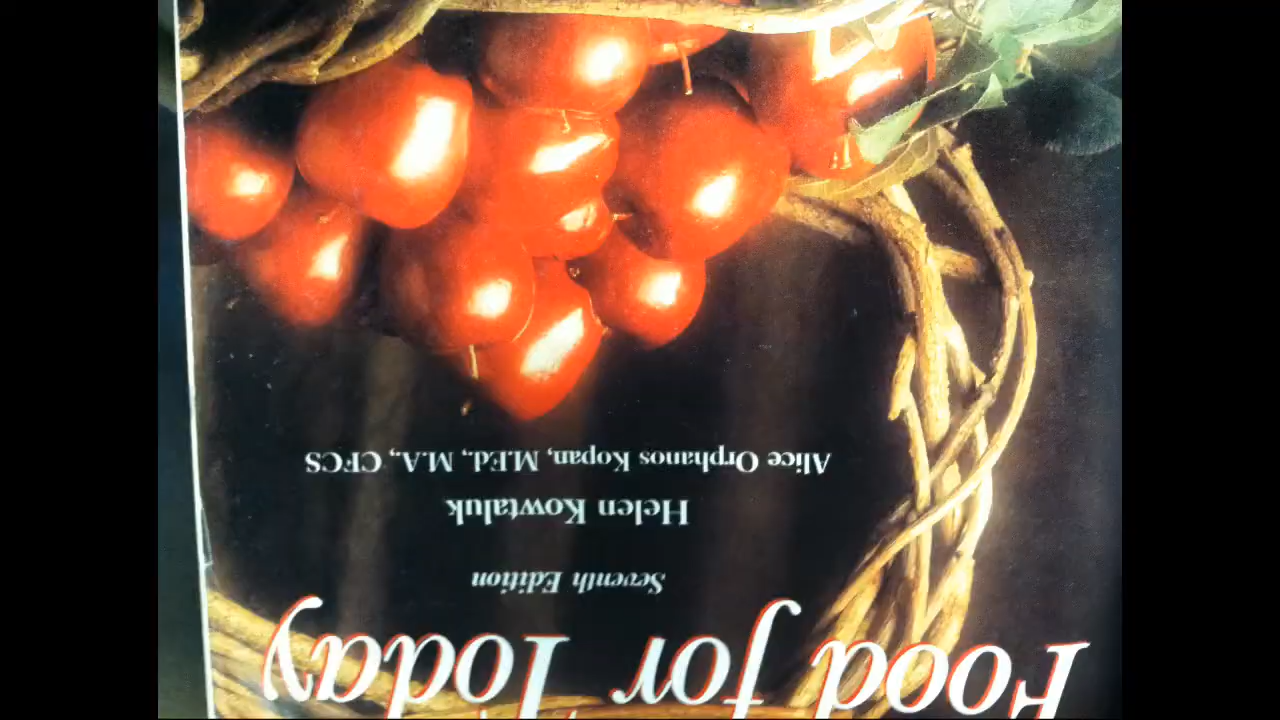 Food for Today
Seventh Edition
Helen Kowtaluk
Alice Orphanos Kopan, M.Ed., M.A., CFCS